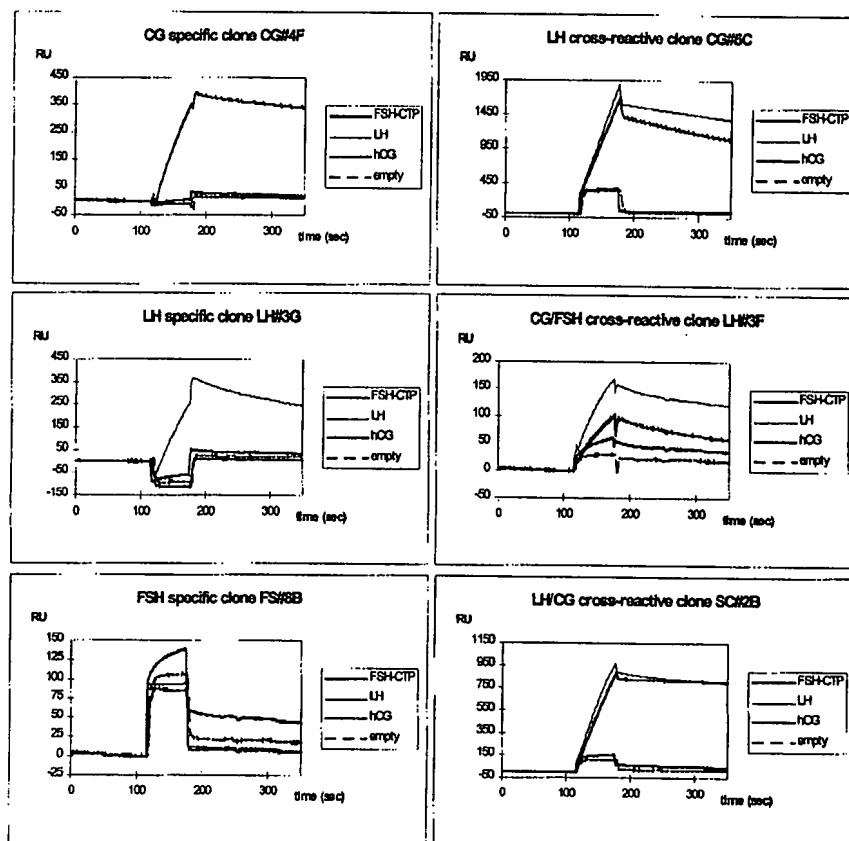 CG specific clone CG#4F
RU
450
350
250
150
50
-50
0
100
200
300
time (sec)
FSH-CTP
LH
hCG
empty
LH cross-reactive clone CG#6C
RU
1950
1450
950
450
-50
0
100
200
300
time (sec)
FSH-CTP
LH
hCG
empty
LH specific clone LH#3G
RU
450
350
250
150
50
-50
-150
0
100
200
300
time (sec)
FSH-CTP
LH
hCG
empty
CG/FSH cross-reactive clone LH#3F
RU
200
150
100
50
0
-50
0
100
200
300
time (sec)
FSH-CTP
LH
hCG
empty
FSH specific clone FS#8B
RU
150
125
100
75
50
25
0
-25
0
100
200
300
time (sec)
FSH-CTP
LH
hCG
empty
LH/CG cross-reactive clone SC#2B
RU
1150
950
750
550
350
150
-50
0
100
200
300
time (sec)
FSH-CTP
LH
hCG
empty